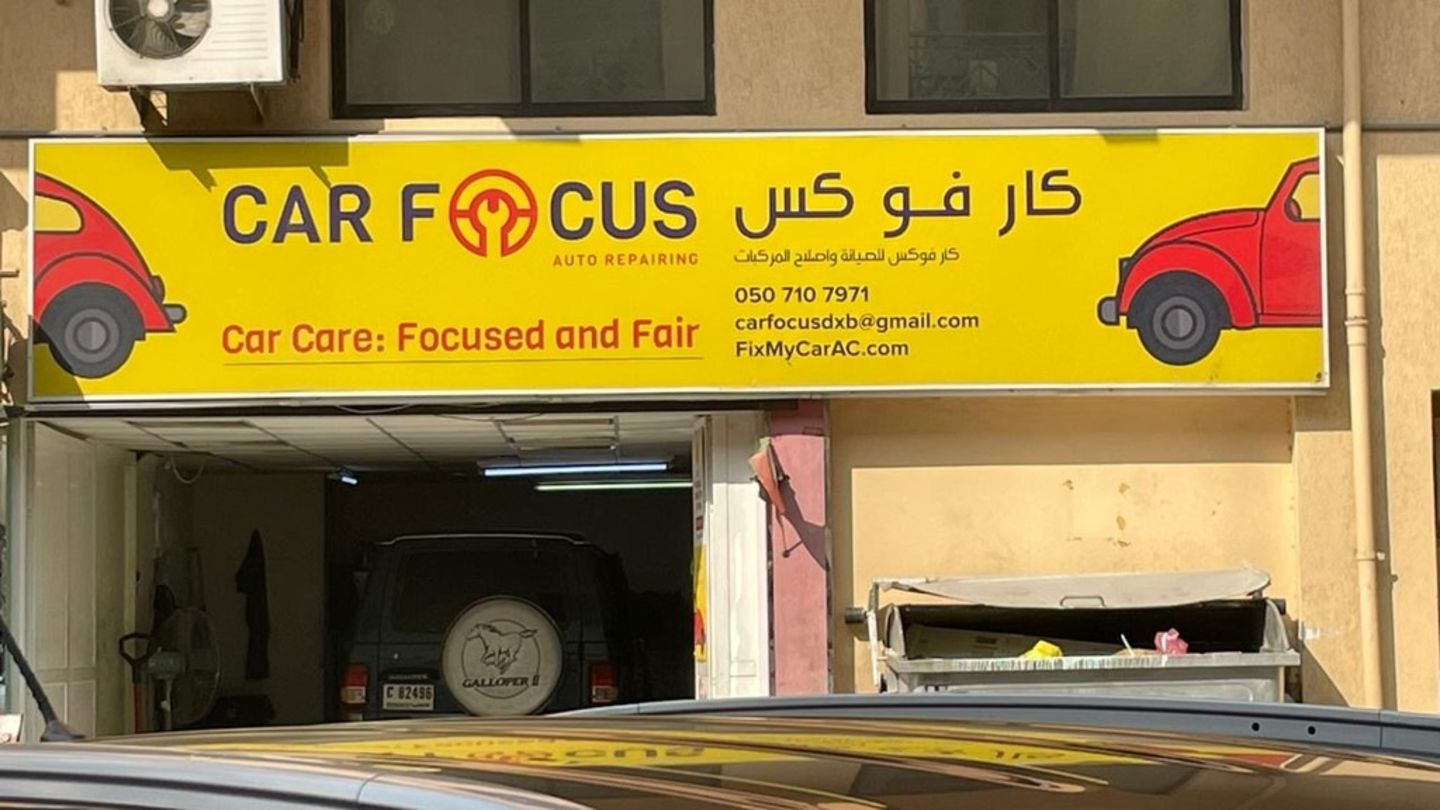 CAR FOCUS
AUTO REPAIRING
Car Care: Focused and Fair
كار فوكس
كار فوكس للصيانة واصلاح المركبات
050 710 7971
carfocusdxb@gmail.com
FixMyCarAC.com
GALLOPER II
C 82496